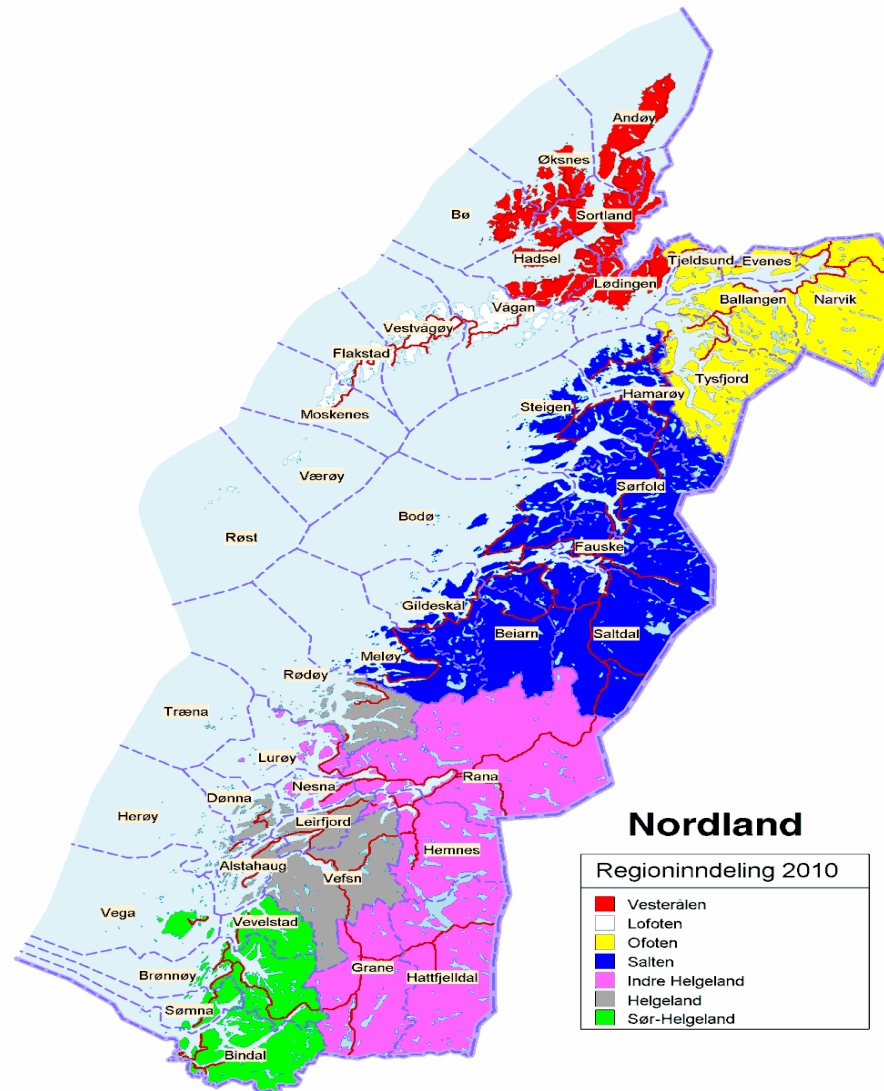 Andøy
Øksnes
Bø
Sortland
Hadsel
Tjeldsund
Evenes
Lødingen
Ballangen
Narvik
Vågan
Vestvågøy
Flakstad
Tysfjord
Hamarøy
Steigen
Moskenes
Værøy
Sørfold
Bodø
Røst
Fauske
Gildeskål
Beiarn
Saltdal
Meløy
Rødøy
Træna
Lurøy
Rana
Nesna
Dønna
Herøy
Leirfjord
Hemnes
Alstahaug
Vefsn
Vega
Vevelstad
Grane
Hattfjelldal
Brønnøy
Sømna
Bindal
Nordland
Regioninndeling 2010
Vesterålen
Lofoten
Ofoten
Salten
Indre Helgeland
Helgeland
Sør-Helgeland